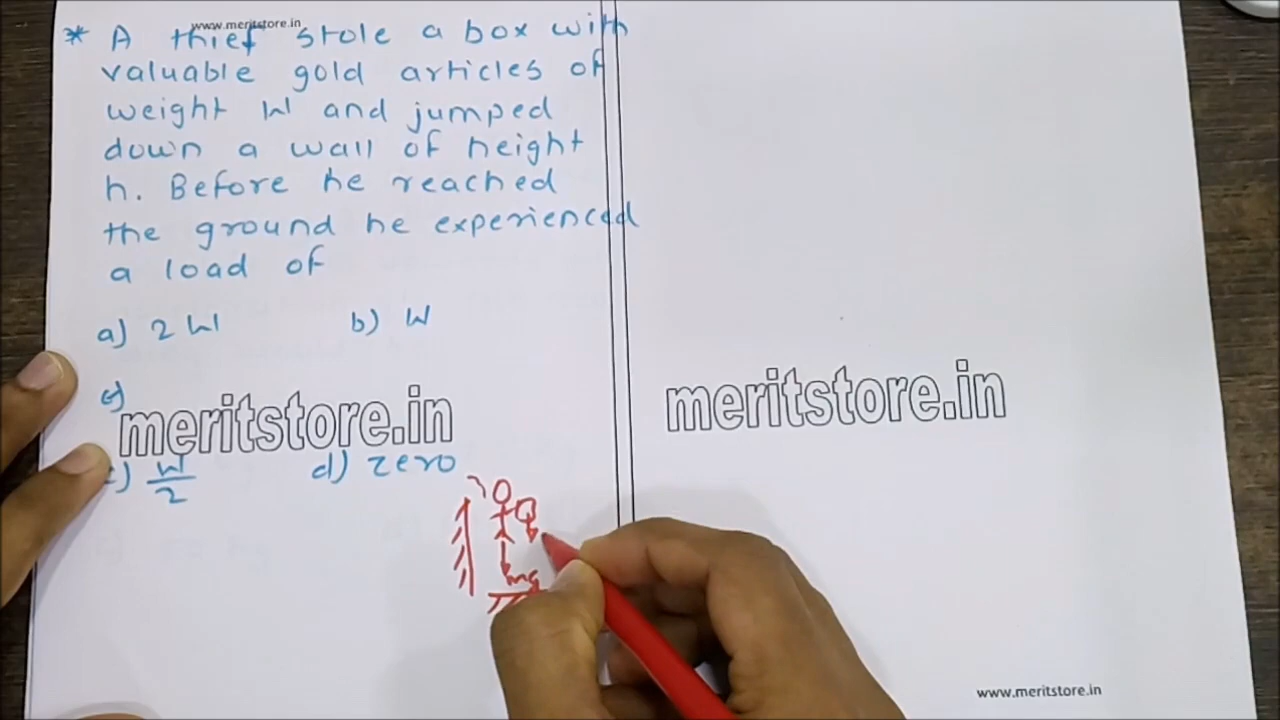 www.meritstore.in
* A thief stole a box with
valuable gold articles of
weight W and jumped
down a wall of height
h. Before he reached
the ground he experienced
a load of
a) 2W b) W
c)
meritstore.in
c) W/2 d) zero
mg
meritstore.in
www.meritstore.in